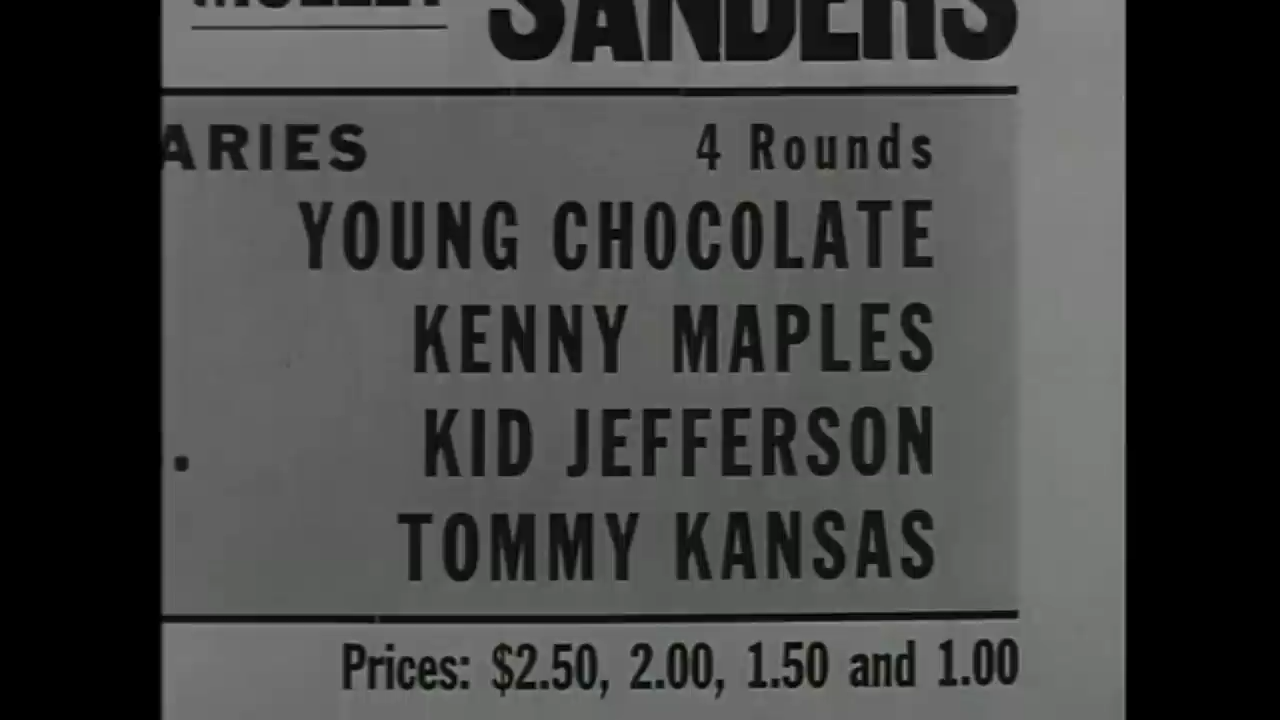 SANDERS
ARIES 4 Rounds
YOUNG CHOCOLATE
KENNY MAPLES
KID JEFFERSON
. TOMMY KANSAS
Prices: $2.50, 2.00, 1.50 and 1.00